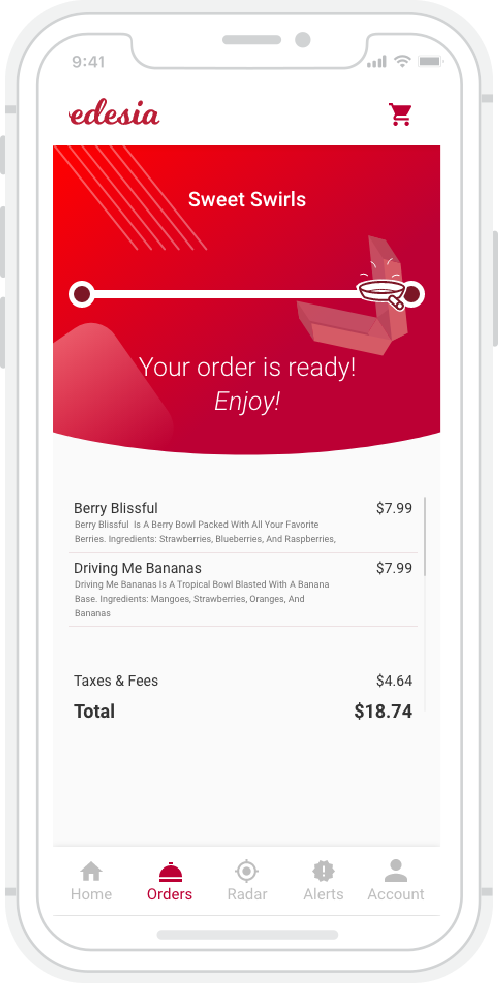 9:41
edesia
Sweet Swirls
Your order is ready!
Enjoy!
Berry Blissful $7.99
Berry Blissful Is A Berry Bowl Packed With All Your Favorite
Berries. Ingredients: Strawberries, Blueberries, And Raspberries,
Driving Me Bananas $7.99
Driving Me Bananas Is A Tropical Bowl Blasted With A Banana
Base. Ingredients: Mangoes, Strawberries, Oranges, And
Bananas
Taxes & Fees $4.64
Total $18.74
Home Orders Radar Alerts Account